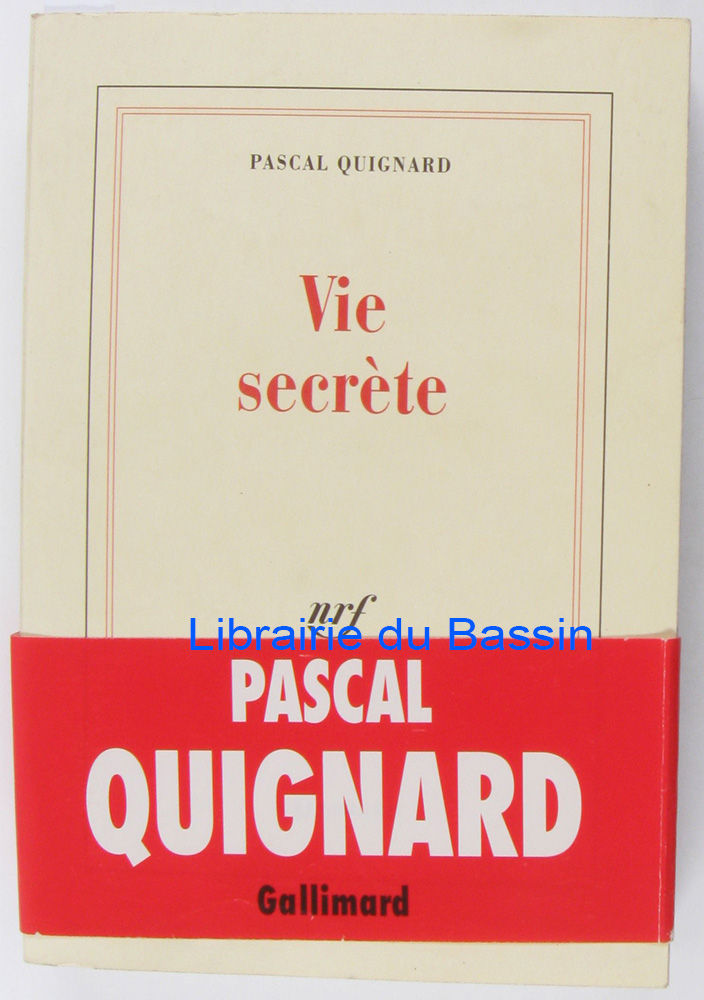 PASCAL QUIGNARD
Vie
secrète
nrf
Librairie du Bassin
PASCAL
QUIGNARD
Gallimard